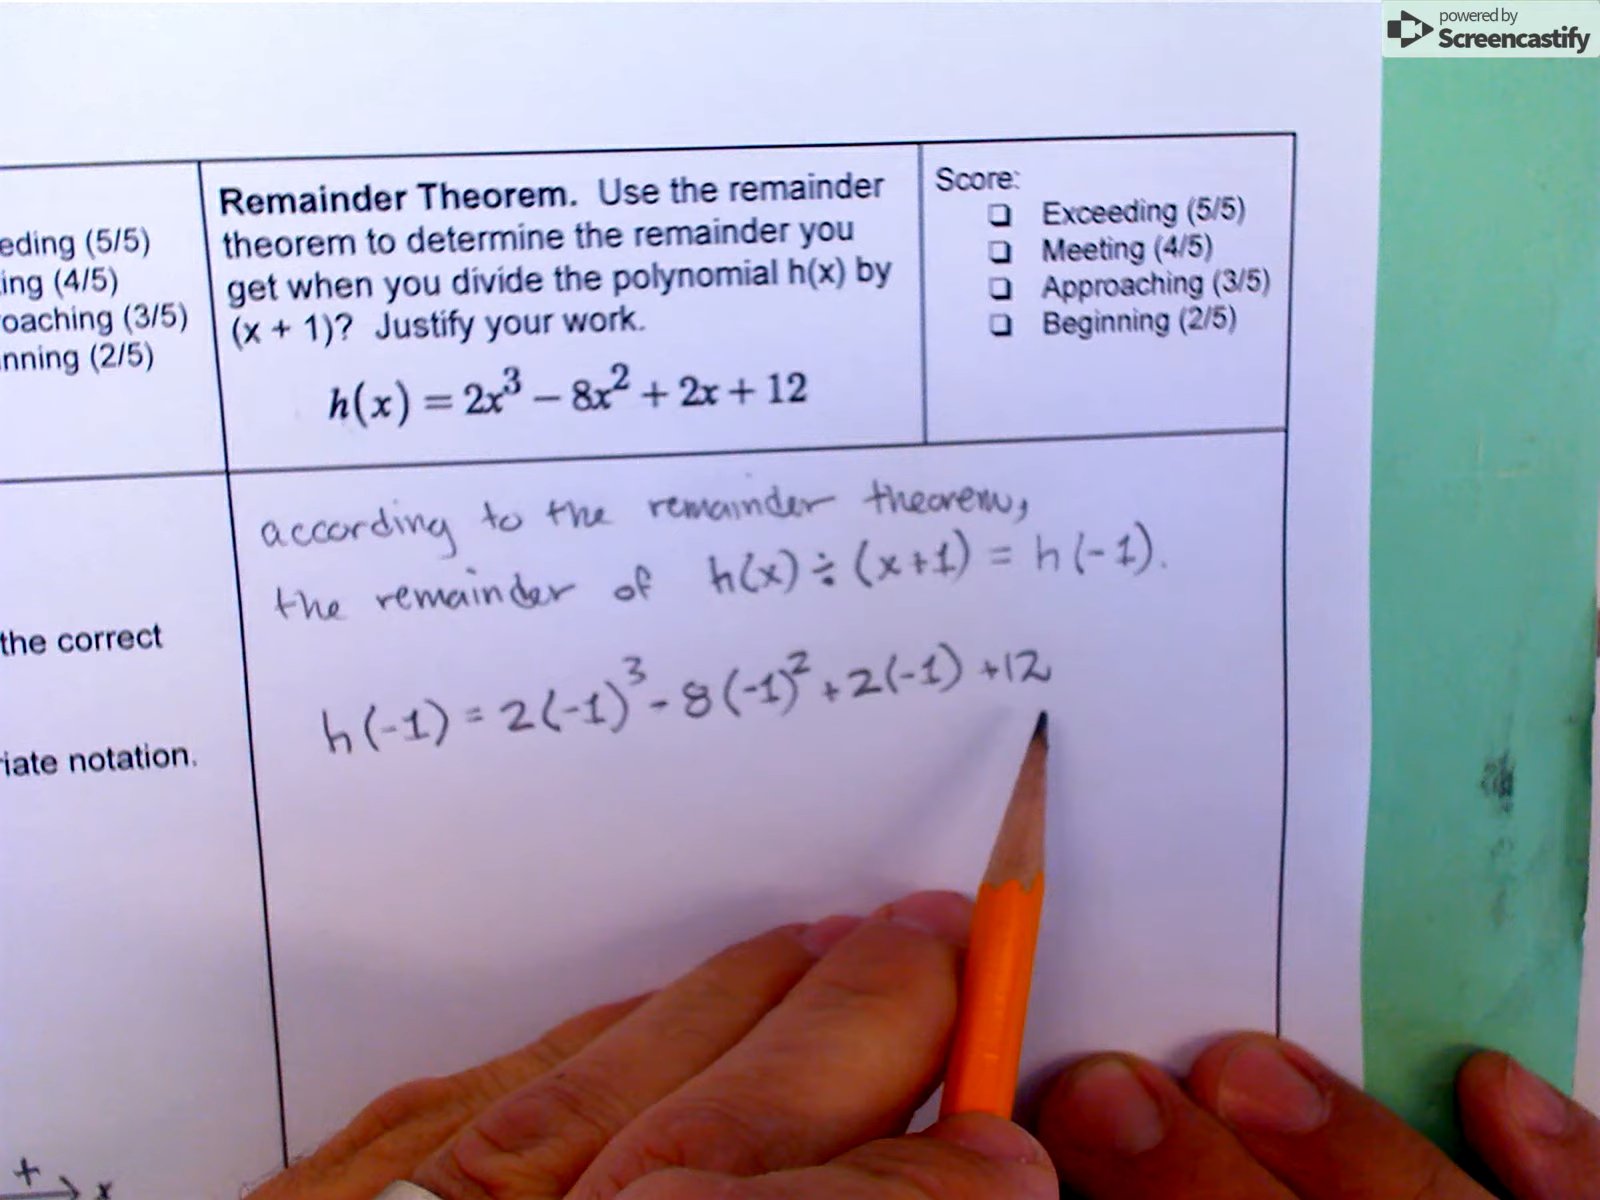 powered by
Screencastify
eding (5/5)
ing (4/5)
oaching (3/5)
nning (2/5)
Remainder Theorem. Use the remainder
theorem to determine the remainder you
get when you divide the polynomial h(x) by
(x + 1)? Justify your work.
h(x) = 2x³ − 8x² + 2x + 12
Score:
❏ Exceeding (5/5)
❏ Meeting (4/5)
❏ Approaching (3/5)
❏ Beginning (2/5)
the correct
iate notation.
+
x
according to the remainder theorem,
the remainder of h(x) ÷ (x+1) = h(-1).
h(-1) = 2(-1)³ - 8(-1)² + 2(-1) + 12